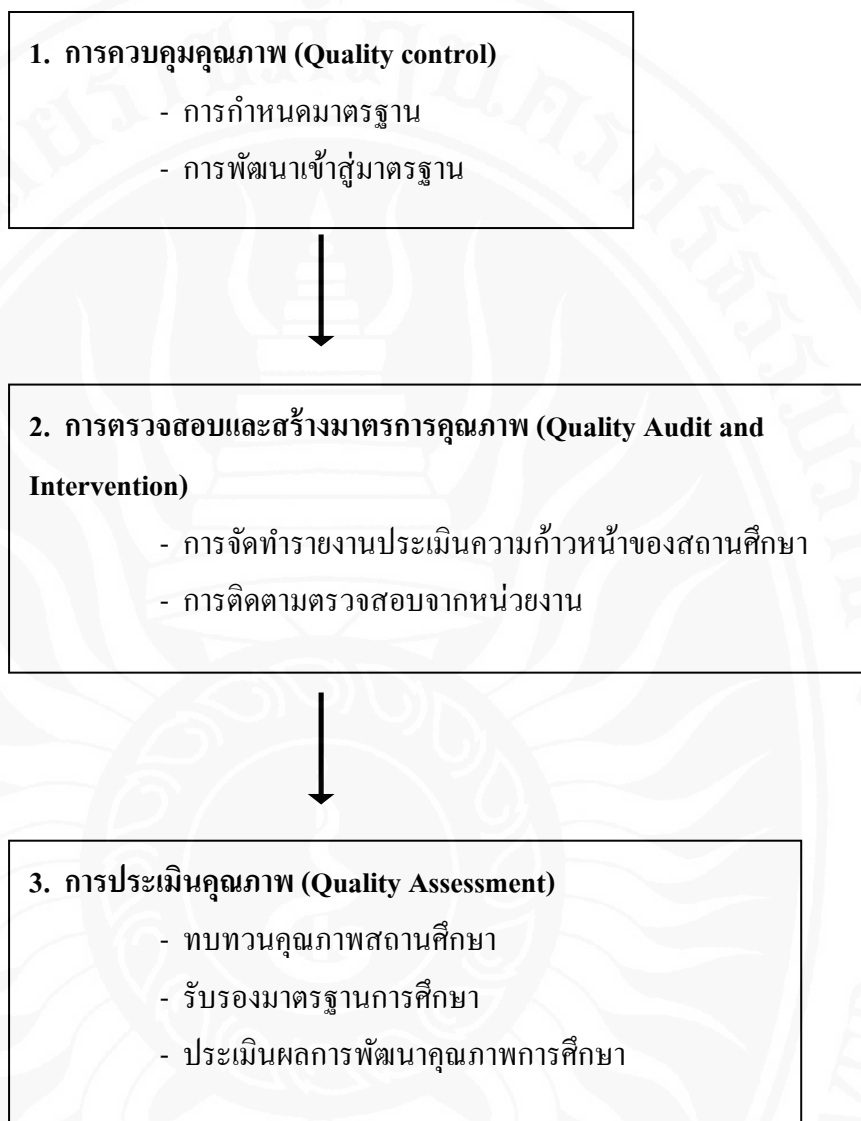 1. การควบคุมคุณภาพ (Quality control)
- การกำหนดมาตรฐาน
- การพัฒนาเข้าสู่มาตรฐาน
2. การตรวจสอบและสร้างมาตรการคุณภาพ (Quality Audit and
Intervention)
- การจัดทำรายงานประเมินความก้าวหน้าของสถานศึกษา
- การติดตามตรวจสอบจากหน่วยงาน
3. การประเมินคุณภาพ (Quality Assessment)
- ทบทวนคุณภาพสถานศึกษา
- รับรองมาตรฐานการศึกษา
- ประเมินผลการพัฒนาคุณภาพการศึกษา